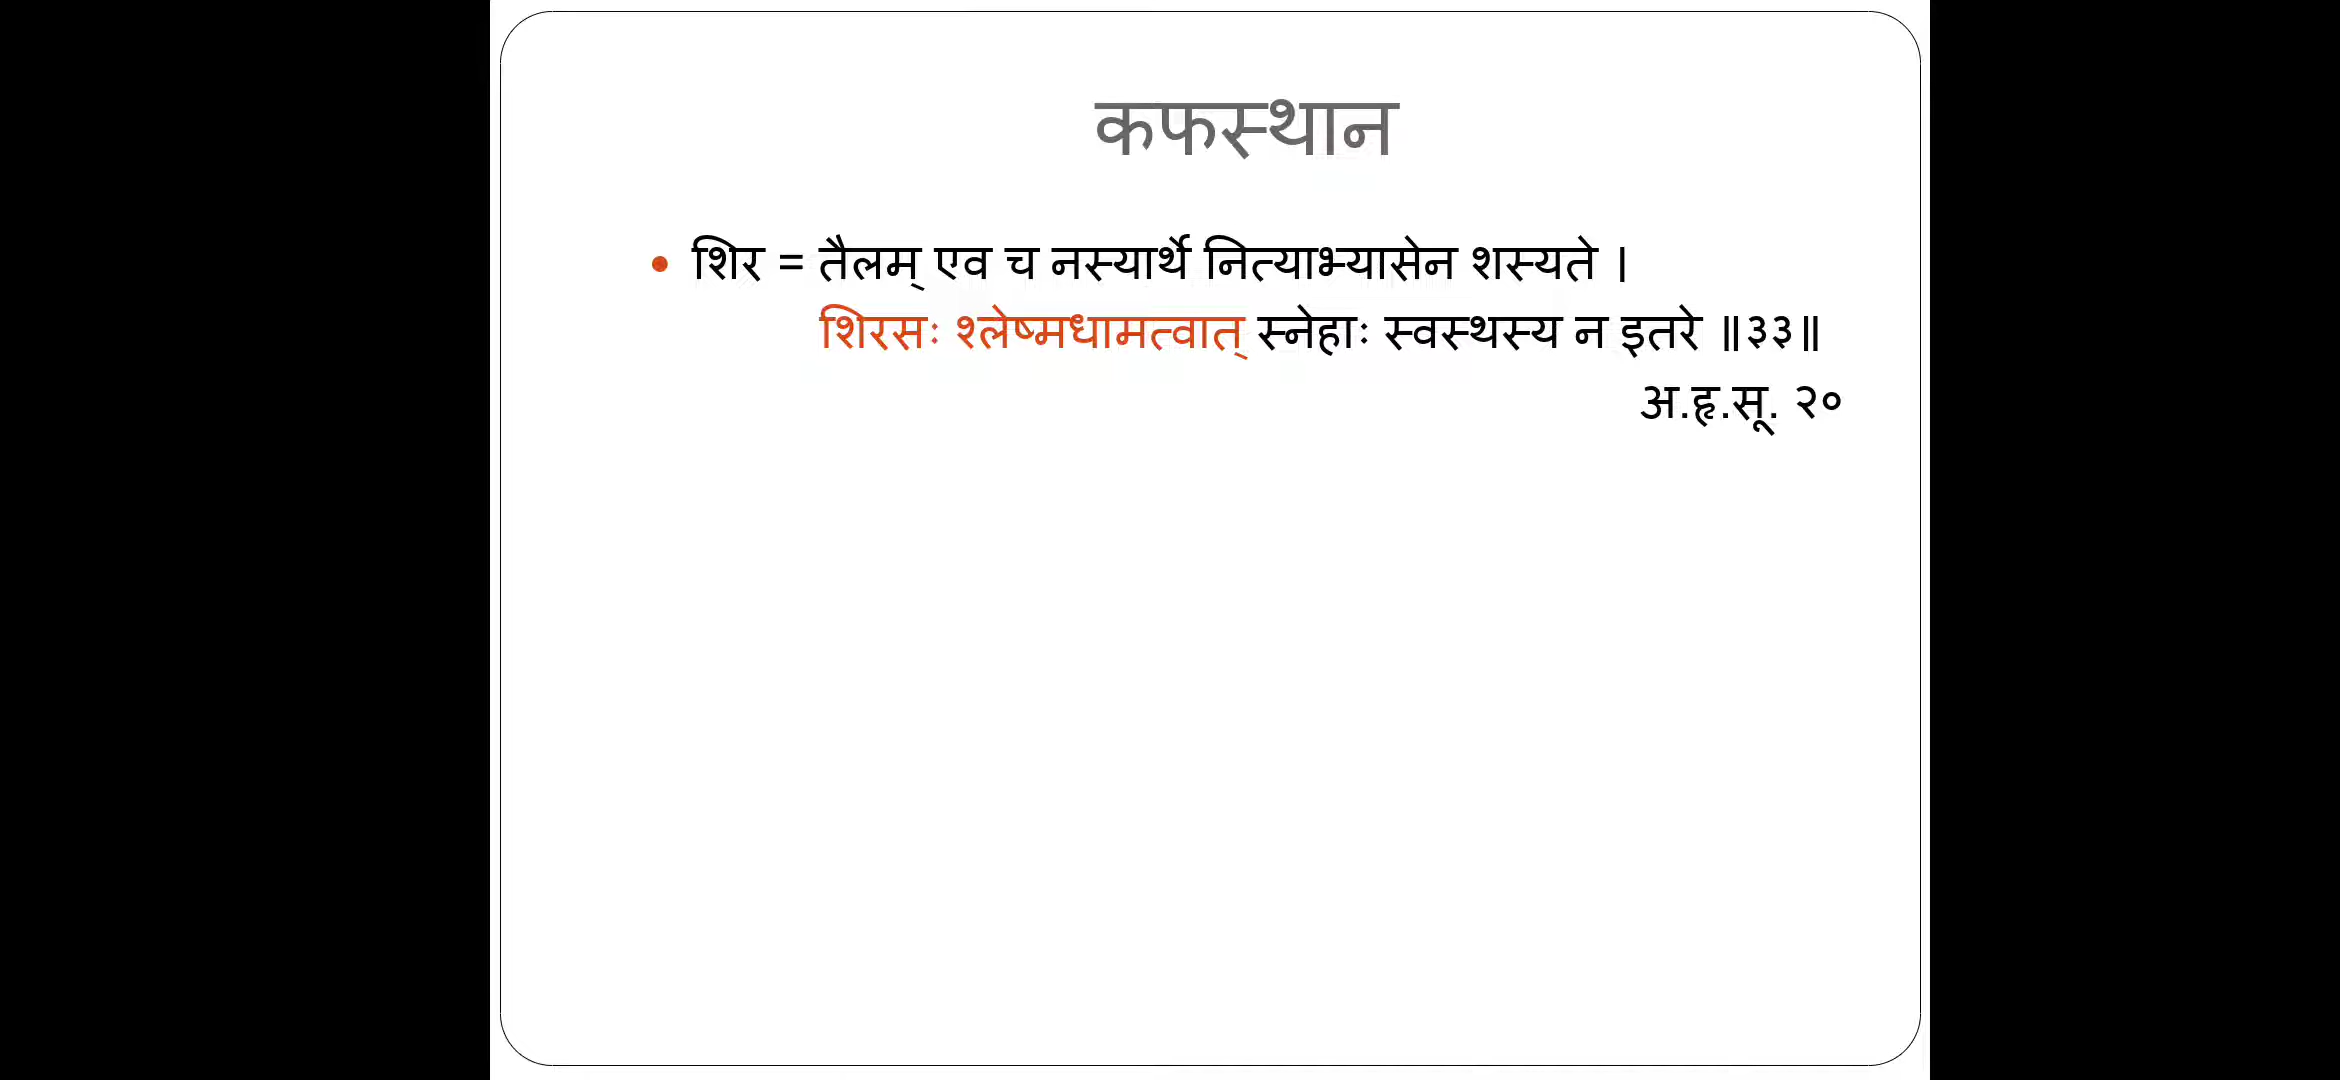 कफस्थान
• शिर = तैलम् एव च नस्यार्थे नित्याभ्यासेन शस्यते ।
शिरसः श्लेष्मधामत्वात् स्नेहाः स्वस्थस्य न इतरे ॥३३॥
अ.हृ.सू. २०